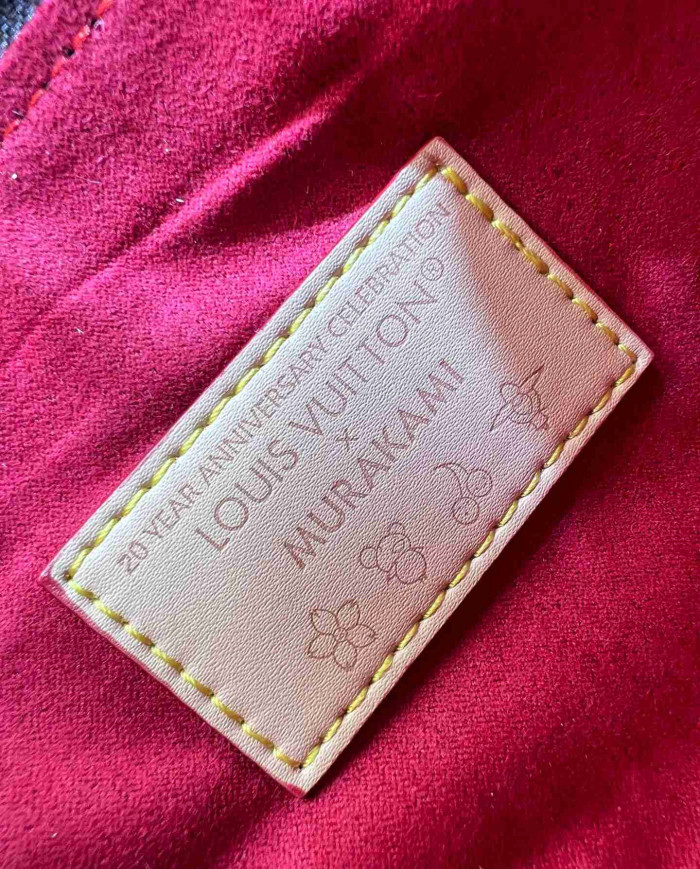 20 YEAR ANNIVERSARY CELEBRATION
LOUIS VUITTON®
×
MURAKAMI